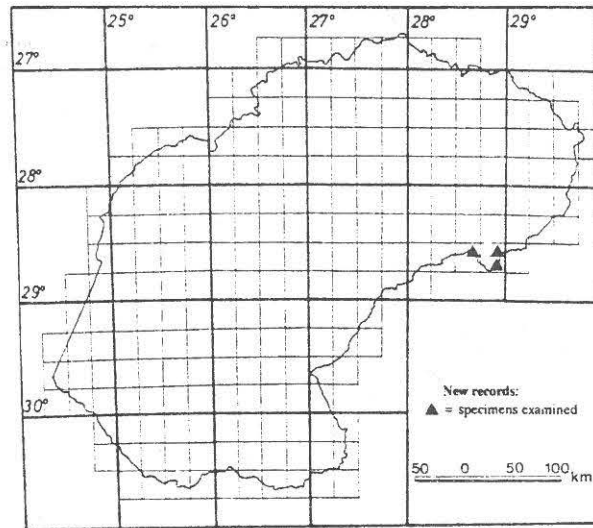 25° 26° 27° 28° 29°
27°
28°
29°
30°
New records:
▲ = specimens examined
50 0 50 100 km